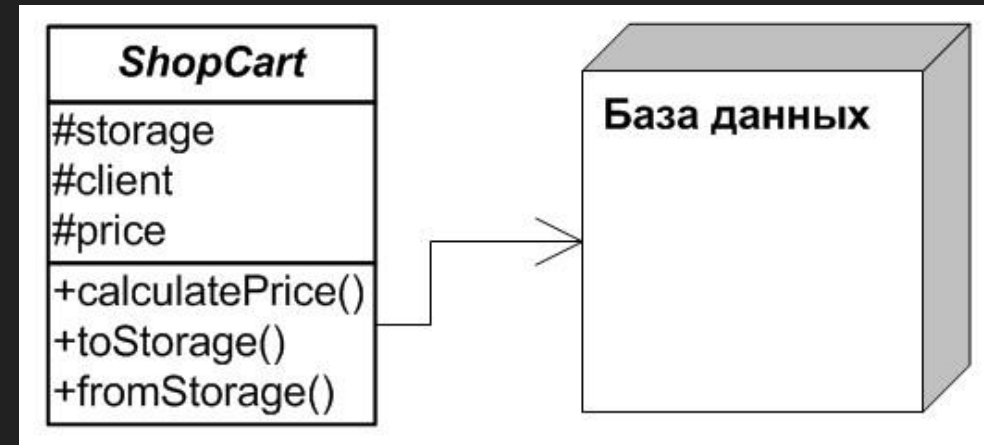 ShopCart
#storage
#client
#price
+calculatePrice()
+toStorage()
+fromStorage()
База данных